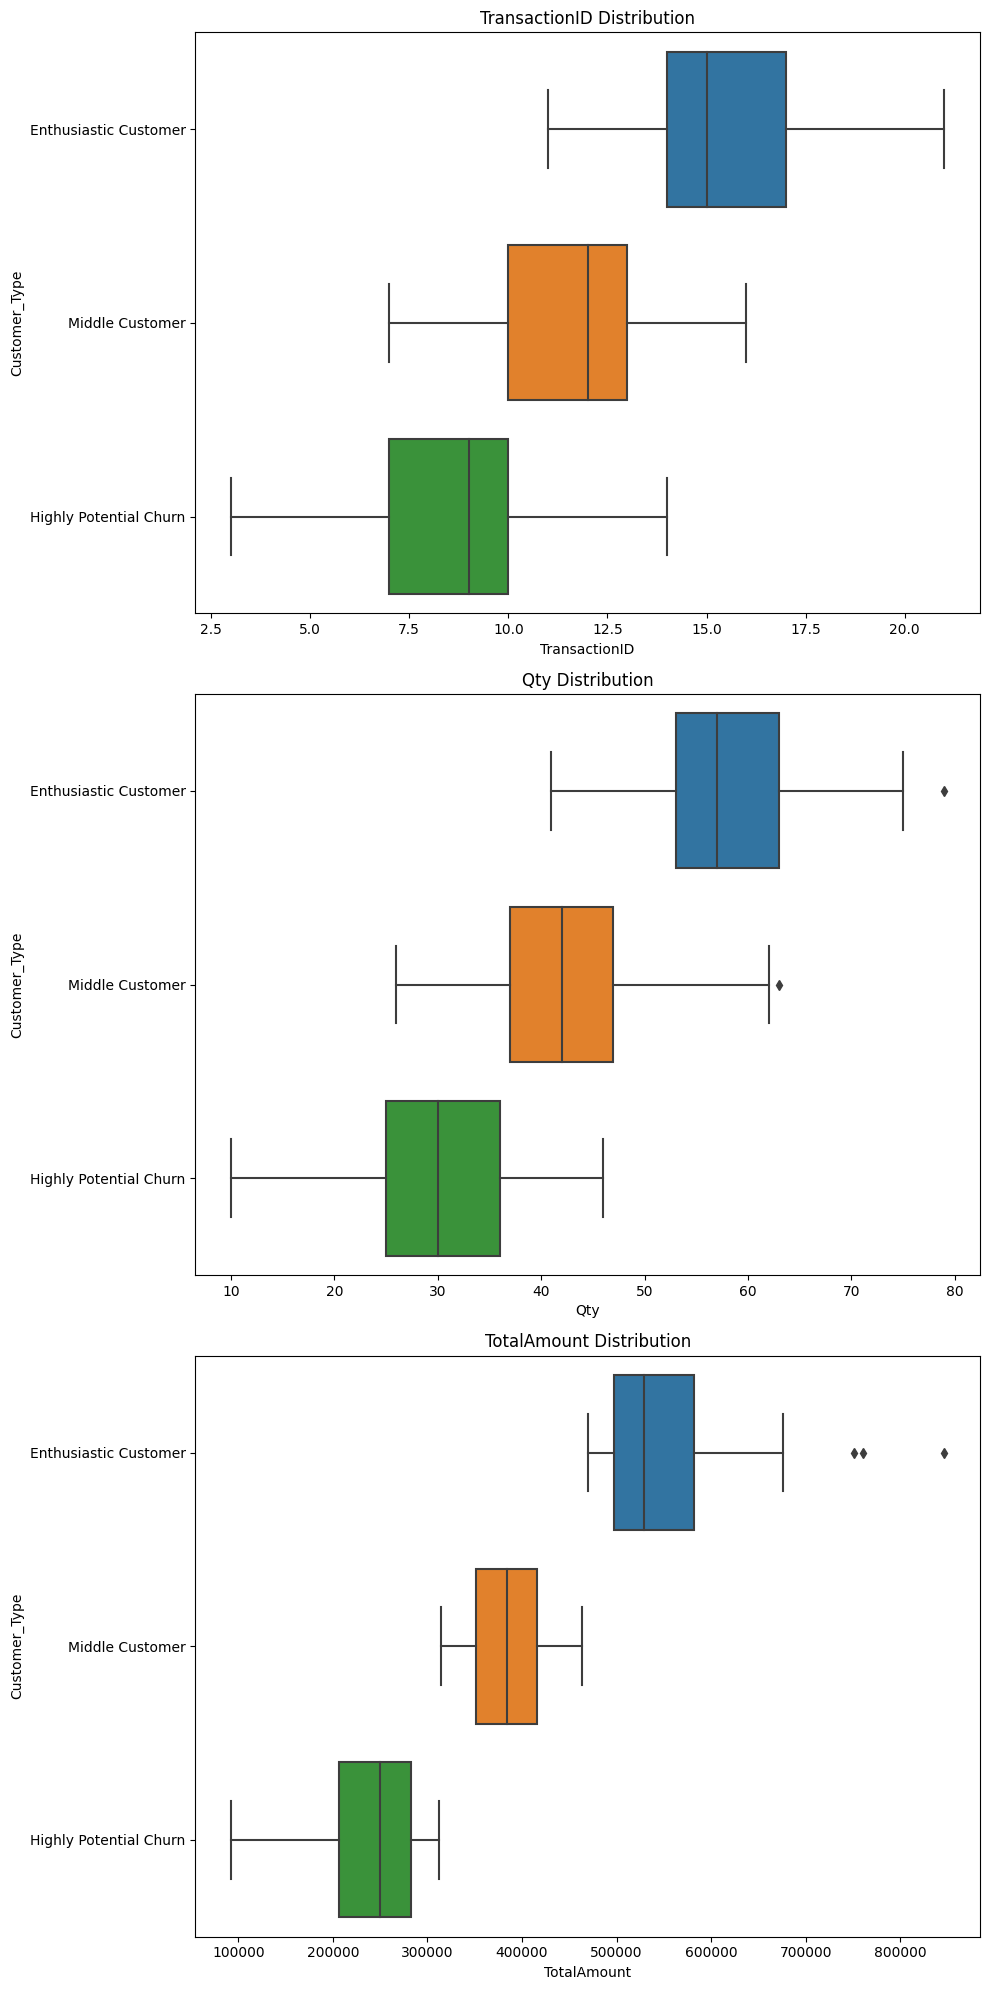 TransactionID Distribution
Customer_Type
Enthusiastic Customer
Middle Customer
Highly Potential Churn
2.5 5.0 7.5 10.0 12.5 15.0 17.5 20.0
TransactionID
Qty Distribution
Customer_Type
Enthusiastic Customer
Middle Customer
Highly Potential Churn
10 20 30 40 50 60 70 80
Qty
TotalAmount Distribution
Customer_Type
Enthusiastic Customer
Middle Customer
Highly Potential Churn
100000 200000 300000 400000 500000 600000 700000 800000
TotalAmount